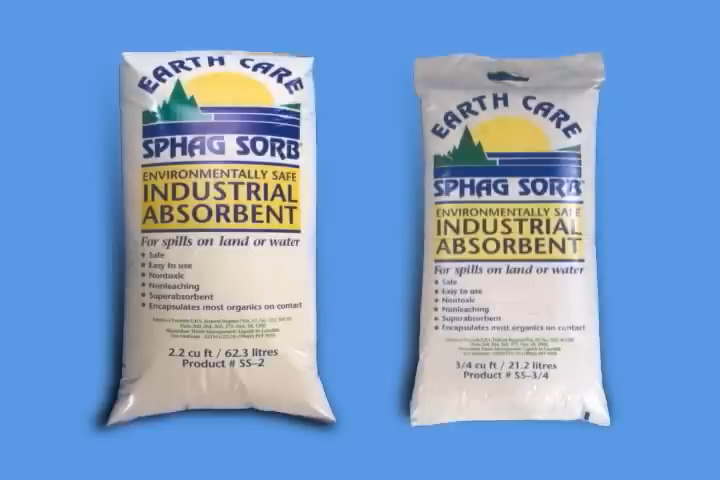 EARTH CARE
SPHAG SORB®
ENVIRONMENTALLY SAFE
INDUSTRIAL
ABSORBENT
For spills on land or water
Safe
Easy to use
Nontoxic
Nonleaching
Superabsorbent
Encapsulates most organics on contact
2.2 cu ft / 62.3 litres
Product # SS–2
EARTH CARE
SPHAG SORB®
ENVIRONMENTALLY SAFE
INDUSTRIAL
ABSORBENT
For spills on land or water
Safe
Easy to use
Nontoxic
Nonleaching
Superabsorbent
Encapsulates most organics on contact
3/4 cu ft / 21.2 litres
Product # SS–3/4